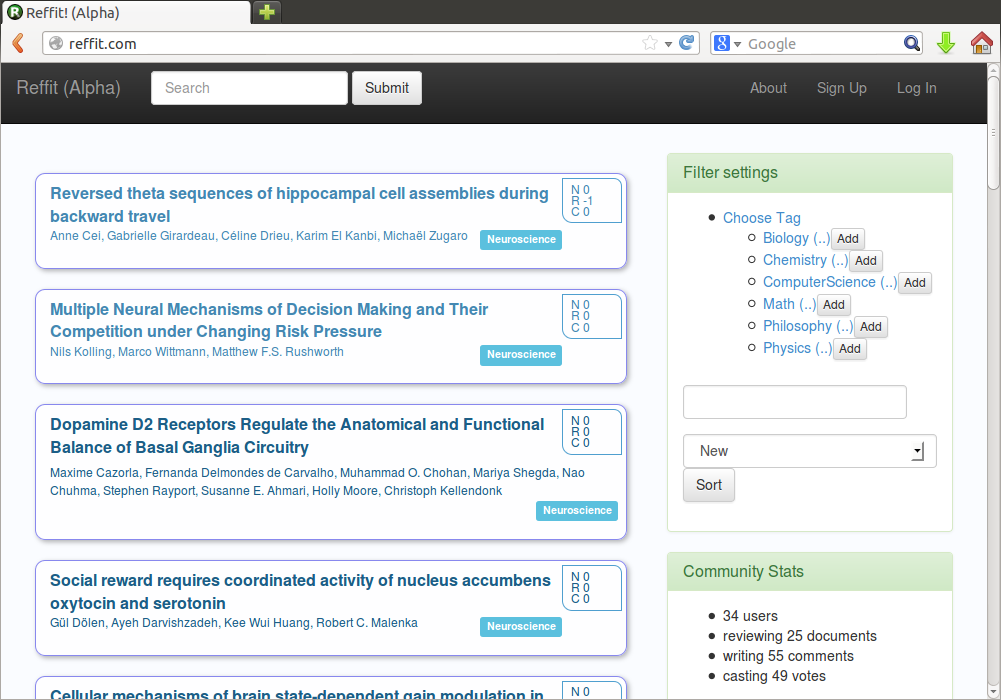 Reffit! (Alpha)
reffit.com
Google
Reffit (Alpha)
Search
Submit
About
Sign Up
Log In
Reversed theta sequences of hippocampal cell assemblies during
backward travel
Anne Cei, Gabrielle Girardeau, Céline Drieu, Karim El Kanbi, Michaël Zugaro
Neuroscience
N 0
R -1
C 0
Multiple Neural Mechanisms of Decision Making and Their
Competition under Changing Risk Pressure
Nils Kolling, Marco Wittmann, Matthew F.S. Rushworth
Neuroscience
N 0
R 0
C 0
Dopamine D2 Receptors Regulate the Anatomical and Functional
Balance of Basal Ganglia Circuitry
Maxime Cazorla, Fernanda Delmondes de Carvalho, Muhammad O. Chohan, Mariya Shegda, Nao
Chuhma, Stephen Rayport, Susanne E. Ahmari, Holly Moore, Christoph Kellendonk
Neuroscience
N 0
R 0
C 0
Social reward requires coordinated activity of nucleus accumbens
oxytocin and serotonin
Gül Dölen, Ayeh Darvishzadeh, Kee Wui Huang, Robert C. Malenka
Neuroscience
N 0
R 0
C 0
Cellular mechanisms of brain state-dependent gain modulation in
N 0
Filter settings
Choose Tag
Biology (..) Add
Chemistry (..) Add
ComputerScience (..) Add
Math (..) Add
Philosophy (..) Add
Physics (..) Add
New
Sort
Community Stats
34 users
reviewing 25 documents
writing 55 comments
casting 49 votes